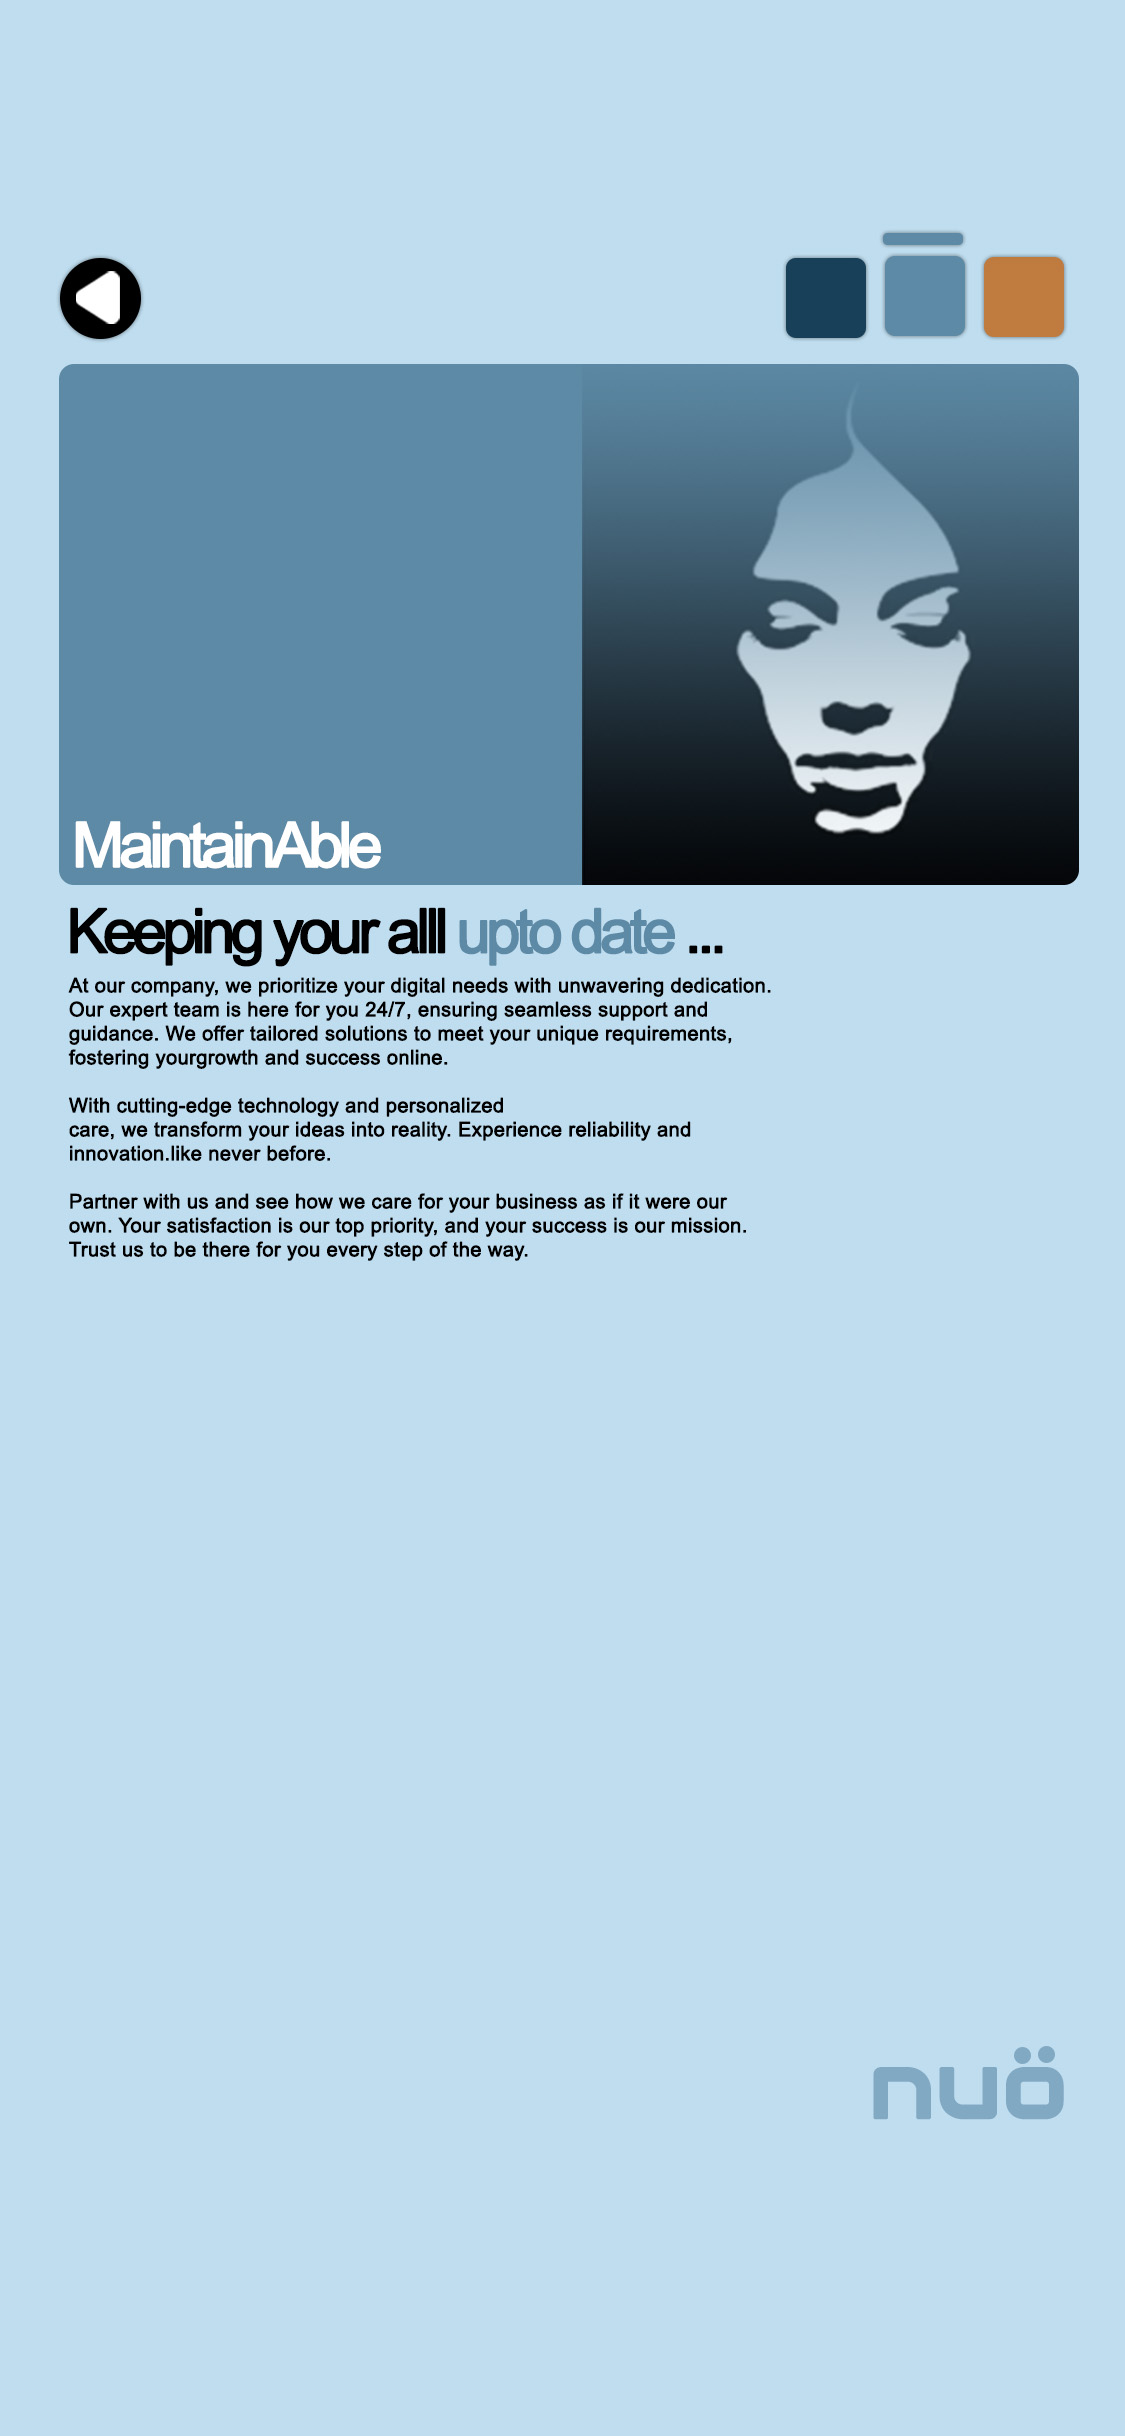 MaintainAble
Keeping your alll upto date ...
At our company, we prioritize your digital needs with unwavering dedication.
Our expert team is here for you 24/7, ensuring seamless support and
guidance. We offer tailored solutions to meet your unique requirements,
fostering yourgrowth and success online.
With cutting-edge technology and personalized
care, we transform your ideas into reality. Experience reliability and
innovation.like never before.
Partner with us and see how we care for your business as if it were our
own. Your satisfaction is our top priority, and your success is our mission.
Trust us to be there for you every step of the way.
nuö